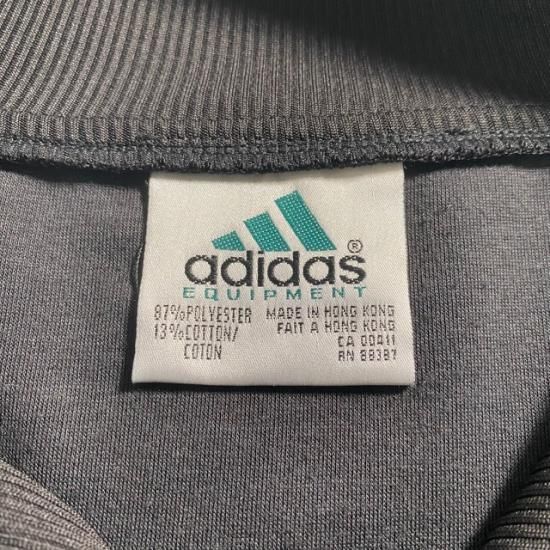 adidas®
EQUIPMENT
87% POLYESTER
13% COTTON/
COTON
MADE IN HONG KONG
FAIT A HONG KONG
CA 00411
RN 88387